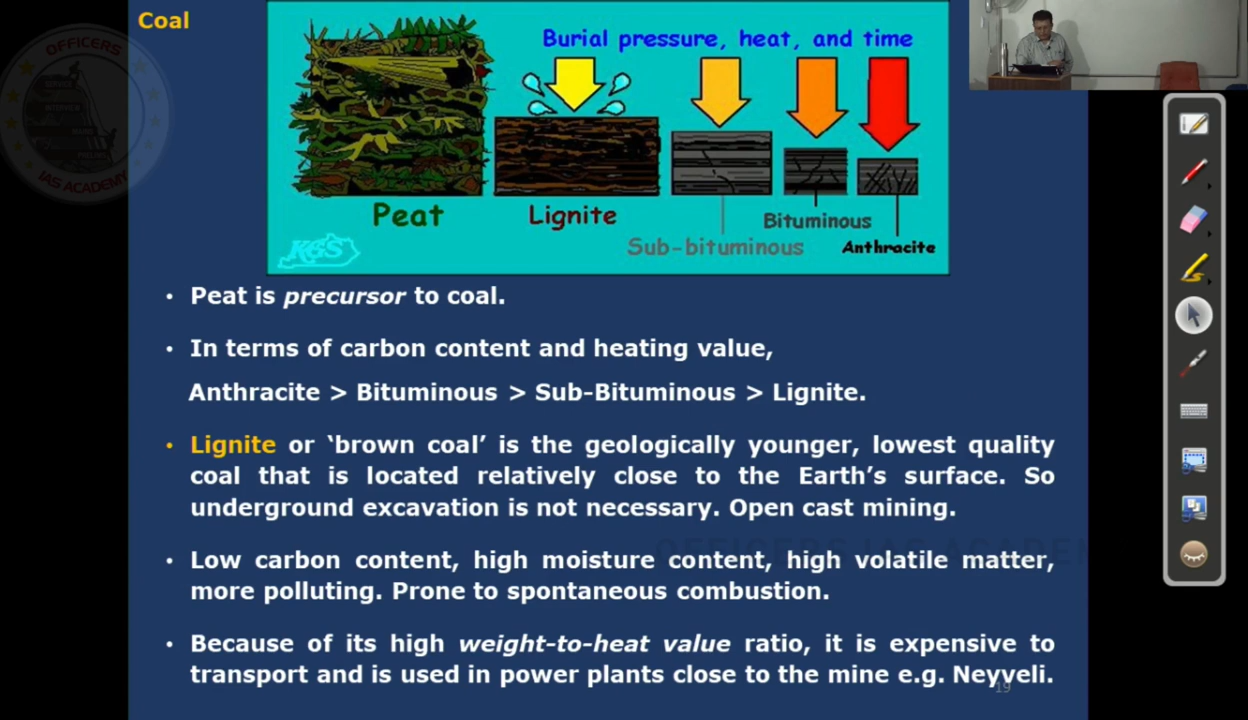 Coal
OFFICERS
IAS ACADEMY
Burial pressure, heat, and time
Peat
Lignite
Sub-bituminous
Bituminous
Anthracite
KGS
• Peat is precursor to coal.
• In terms of carbon content and heating value,
Anthracite > Bituminous > Sub-Bituminous > Lignite.
• Lignite or ‘brown coal’ is the geologically younger, lowest quality
coal that is located relatively close to the Earth’s surface. So
underground excavation is not necessary. Open cast mining.
OFFICERS IAS ACADEM
• Low carbon content, high moisture content, high volatile matter,
more polluting. Prone to spontaneous combustion.
• Because of its high weight-to-heat value ratio, it is expensive to
transport and is used in power plants close to the mine e.g. Neyveli.
19